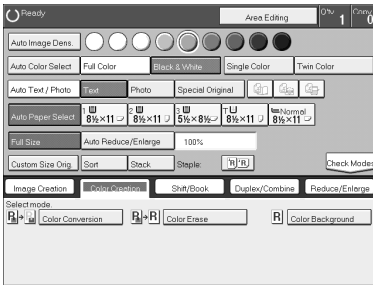 Ready Area Editing Q'ty 1 Copy 0
Auto Image Dens.
Auto Color Select Full Color Black & White Single Color Twin Color
Auto Text / Photo Text Photo Special Original
Auto Paper Select 1 8½×11 2 8½×11 3 5½×8½ T 8½×11 Normal 8½×11
Full Size Auto Reduce/Enlarge 100%
Custom Size Orig. Sort Stack Staple: R R Check Modes
Image Creation Color Creation Shift/Book Duplex/Combine Reduce/Enlarge
Select mode.
R R Color Conversion R R Color Erase R Color Background